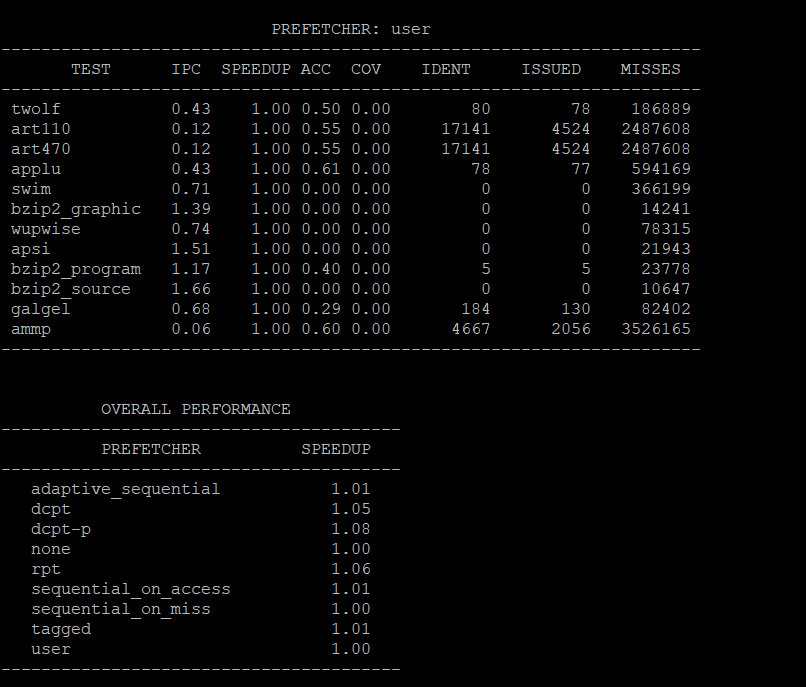 PREFETCHER: user
----------------------------------------------------------------------
TEST IPC SPEEDUP ACC COV IDENT ISSUED MISSES
----------------------------------------------------------------------
twolf 0.43 1.00 0.50 0.00 80 78 186889
art110 0.12 1.00 0.55 0.00 17141 4524 2487608
art470 0.12 1.00 0.55 0.00 17141 4524 2487608
applu 0.43 1.00 0.61 0.00 78 77 594169
swim 0.71 1.00 0.00 0.00 0 0 366199
bzip2_graphic 1.39 1.00 0.00 0.00 0 0 14241
wupwise 0.74 1.00 0.00 0.00 0 0 78315
apsi 1.51 1.00 0.00 0.00 0 0 21943
bzip2_program 1.17 1.00 0.40 0.00 5 5 23778
bzip2_source 1.66 1.00 0.00 0.00 0 0 10647
galgel 0.68 1.00 0.29 0.00 184 130 82402
ammp 0.06 1.00 0.60 0.00 4667 2056 3526165
----------------------------------------------------------------------
OVERALL PERFORMANCE
----------------------------------------
PREFETCHER SPEEDUP
----------------------------------------
adaptive_sequential 1.01
dcpt 1.05
dcpt-p 1.08
none 1.00
rpt 1.06
sequential_on_access 1.01
sequential_on_miss 1.00
tagged 1.01
user 1.00
----------------------------------------